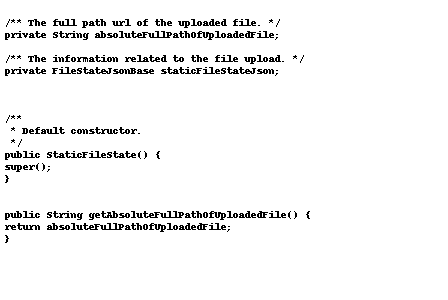 /** The full path url of the uploaded file. */
private String absoluteFullPathOfUploadedFile;
/** The information related to the file upload. */
private FileStateJsonBase staticFileStateJson;
/**
* Default constructor.
*/
public StaticFileState() {
super();
}
public String getAbsoluteFullPathOfUploadedFile() {
return absoluteFullPathOfUploadedFile;
}